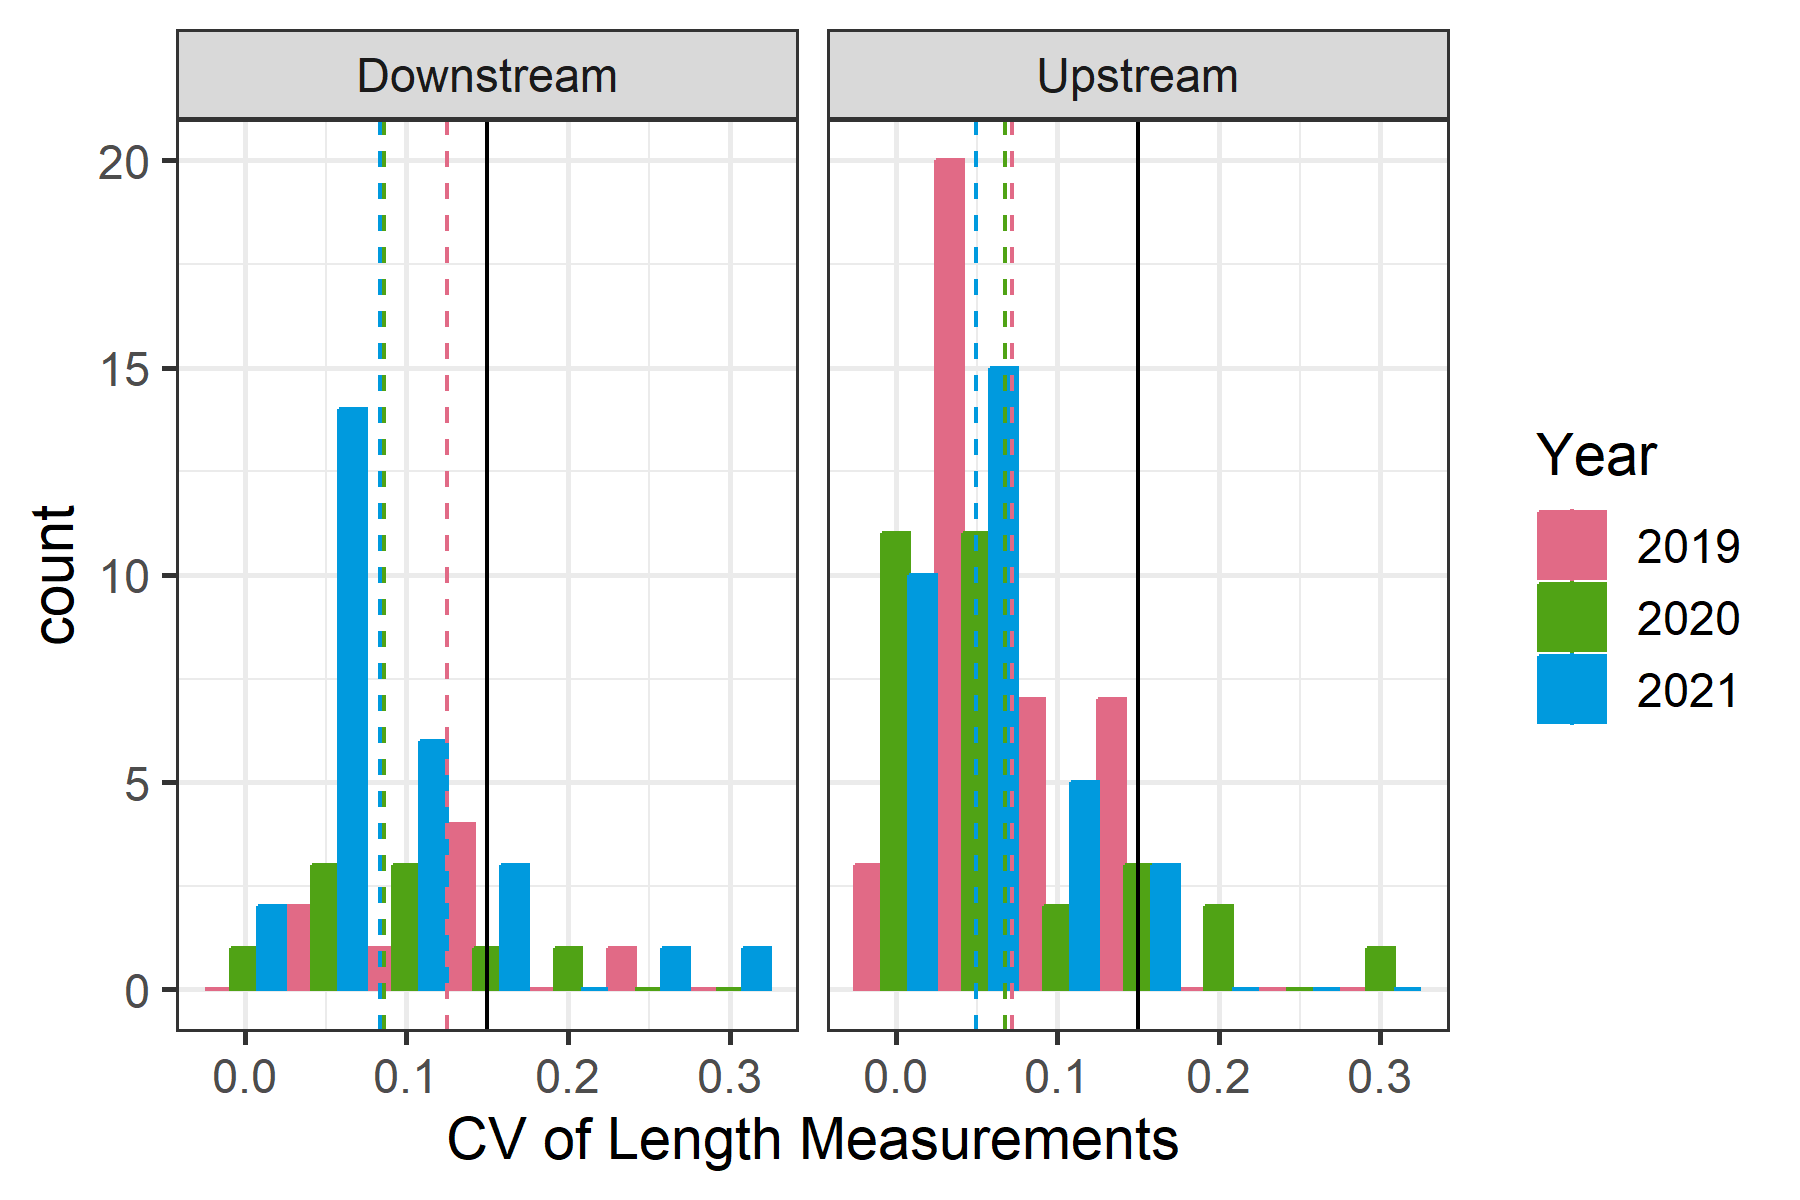 Downstream
Upstream
20
15
10
5
0
count
0.0 0.1 0.2 0.3
0.0 0.1 0.2 0.3
CV of Length Measurements
Year
2019
2020
2021